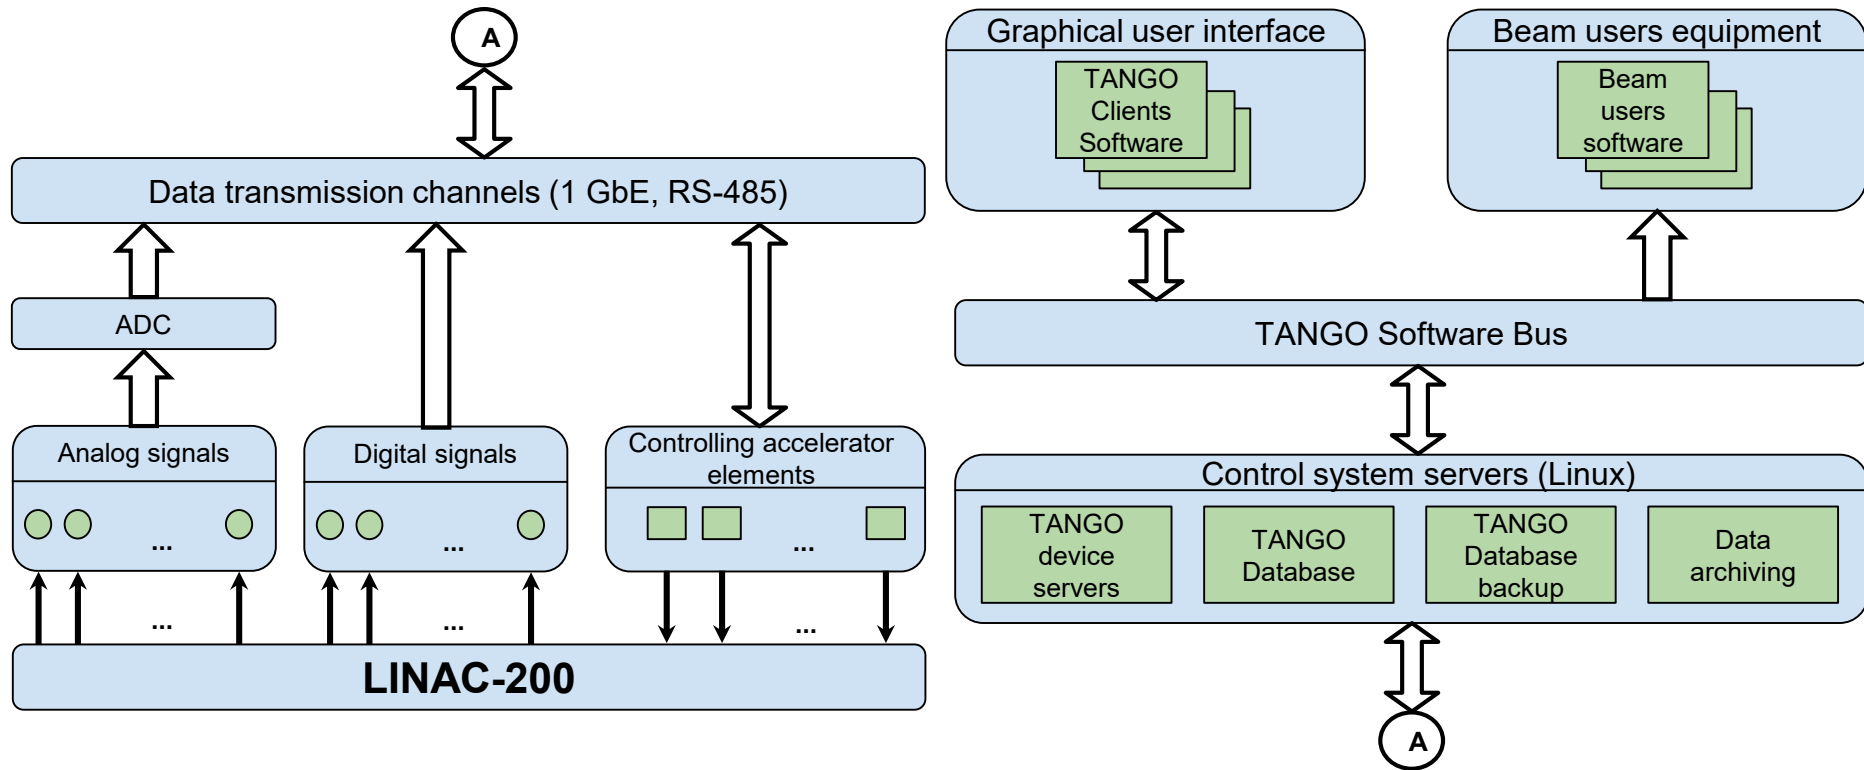 A
Data transmission channels (1 GbE, RS-485)
ADC
Analog signals
...
Digital signals
...
Controlling accelerator
elements
...
...
...
...
LINAC-200
Graphical user interface
TANGO
Clients
Software
Beam users equipment
Beam
users
software
TANGO Software Bus
Control system servers (Linux)
TANGO
device
servers
TANGO
Database
TANGO
Database
backup
Data
archiving
A